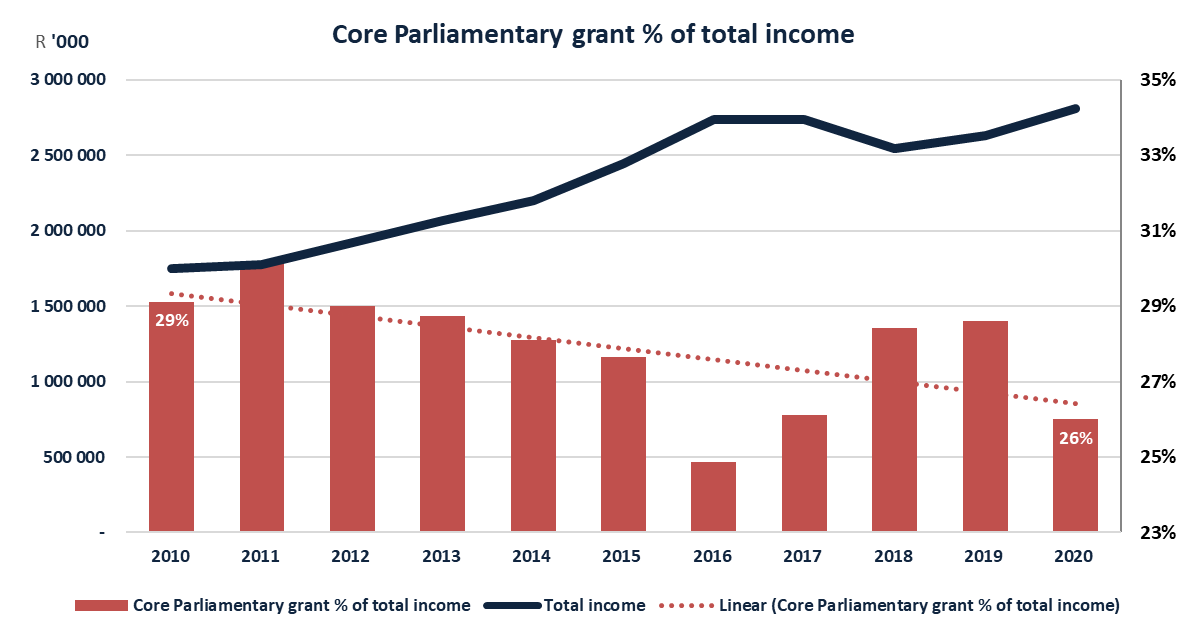 Core Parliamentary grant % of total income
R '000
3 000 000
35%
2 500 000
33%
2 000 000
31%
1 500 000
29%
29%
1 000 000
27%
26%
500 000
25%
-
23%
2010 2011 2012 2013 2014 2015 2016 2017 2018 2019 2020
Core Parliamentary grant % of total income Total income Linear (Core Parliamentary grant % of total income)